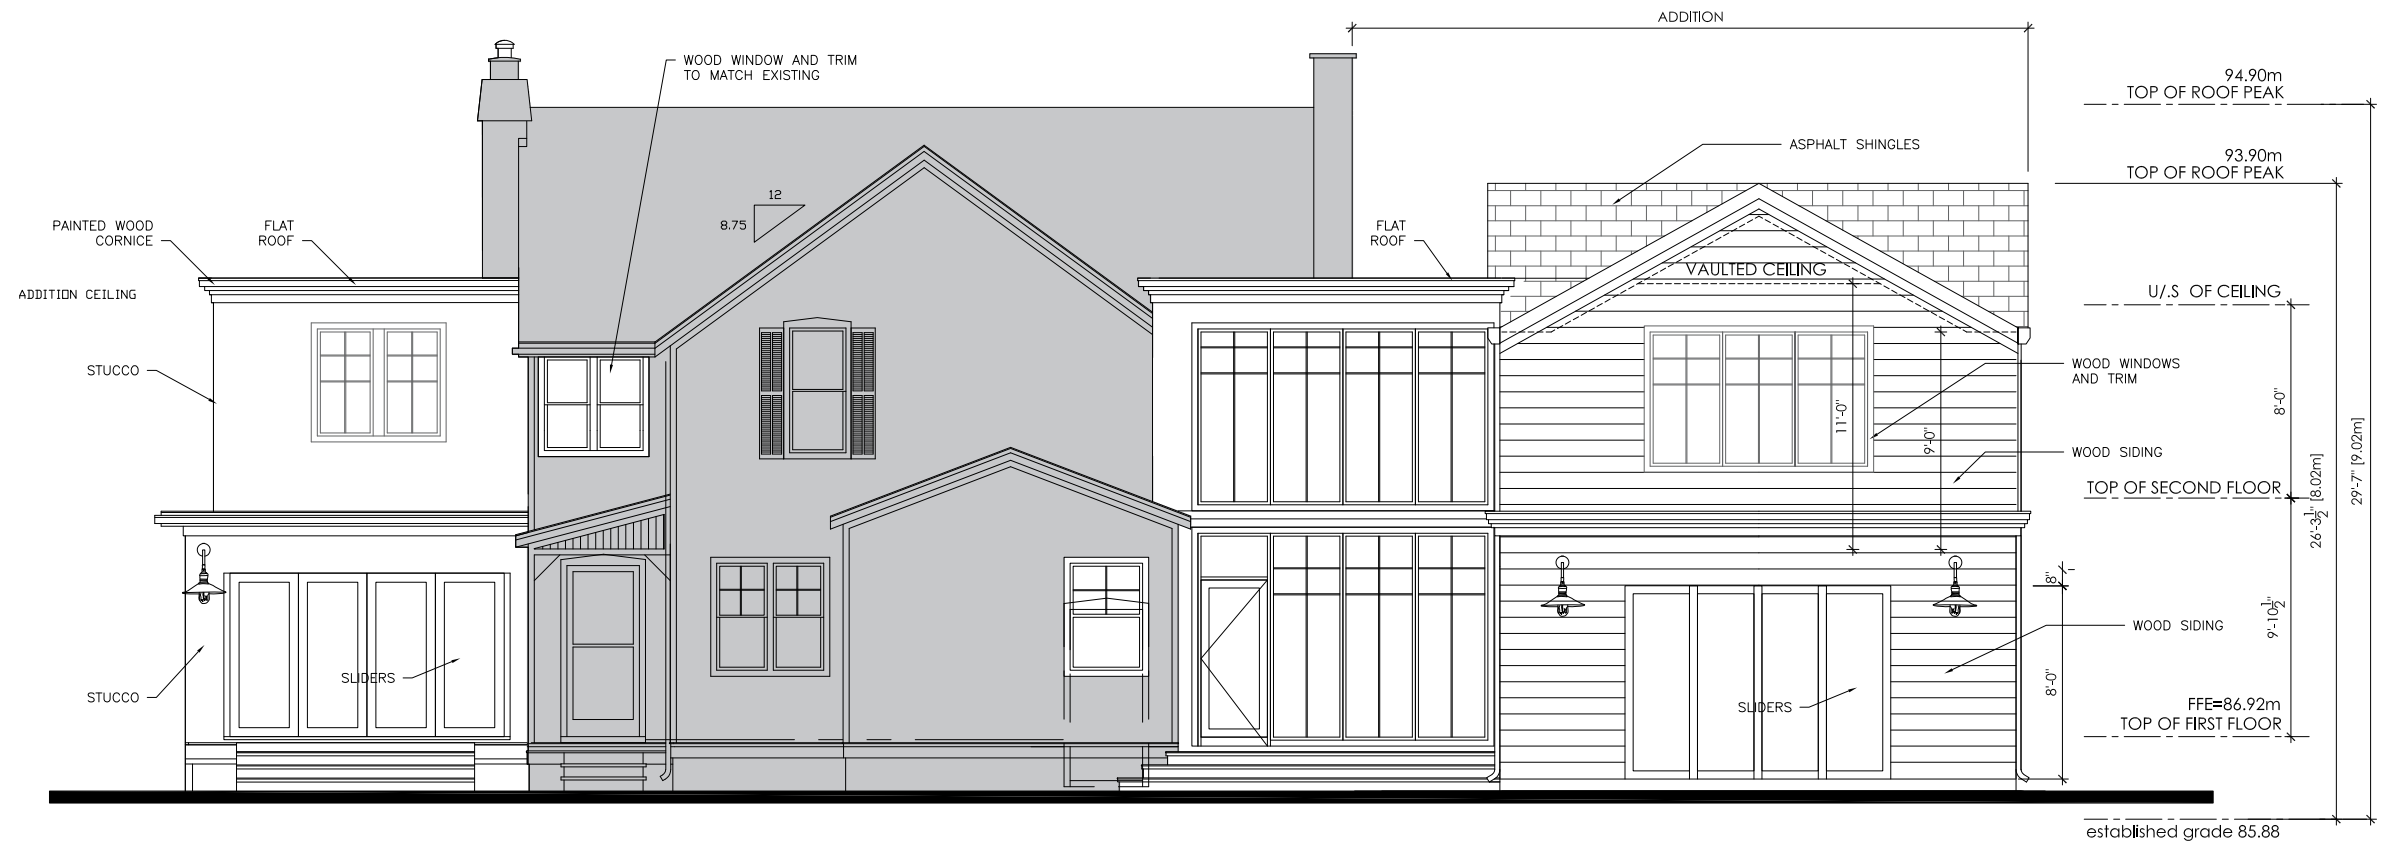 ADDITION
WOOD WINDOW AND TRIM
TO MATCH EXISTING
94.90m
TOP OF ROOF PEAK
ASPHALT SHINGLES
93.90m
TOP OF ROOF PEAK
12
8.75
PAINTED WOOD
CORNICE
FLAT
ROOF
FLAT
ROOF
ADDITION CEILING
VAULTED CEILING
U/.S OF CEILING
STUCCO
WOOD WINDOWS
AND TRIM
8'-0"
11'-0"
9'-0"
WOOD SIDING
29'-7" [9.02m]
TOP OF SECOND FLOOR
26'-3 1/2" [8.02m]
8"
9'-10 1/2"
WOOD SIDING
SLIDERS
8'-0"
STUCCO
SLIDERS
FFE=86.92m
TOP OF FIRST FLOOR
established grade 85.88